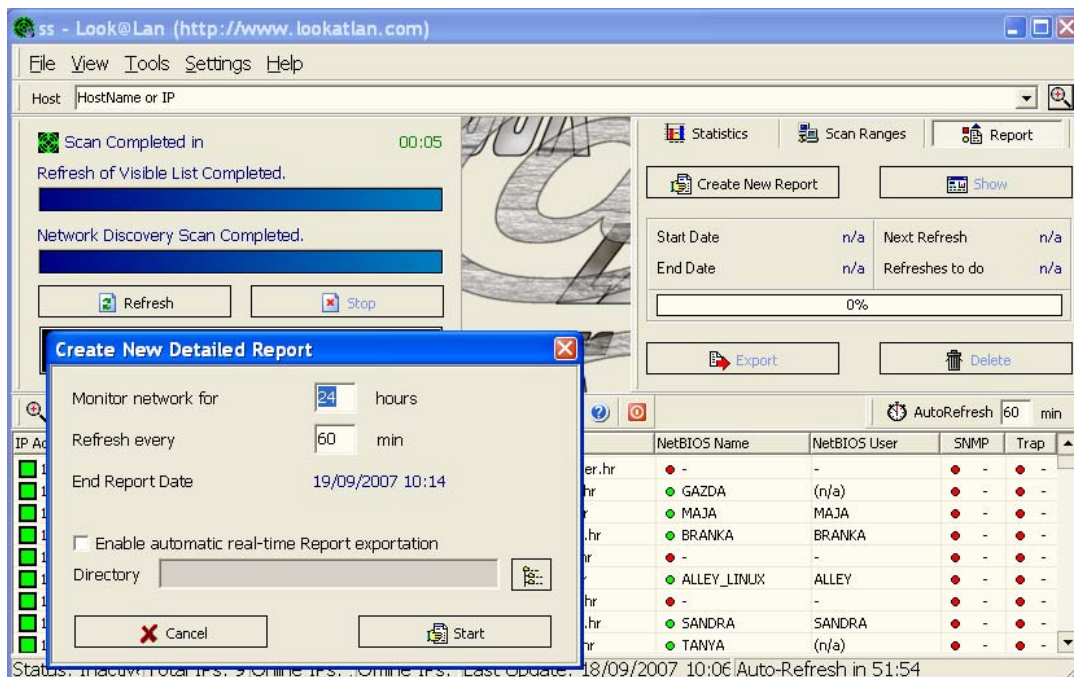 ss - Look@Lan (http://www.lookatlan.com)
File View Tools Settings Help
Host HostName or IP
Scan Completed in 00:05
Refresh of Visible List Completed.
Network Discovery Scan Completed.
Refresh Stop
Statistics Scan Ranges Report
Create New Report Show
Start Date n/a Next Refresh n/a
End Date n/a Refreshes to do n/a
0%
Export Delete
AutoRefresh 60 min
Create New Detailed Report
Monitor network for 24 hours
Refresh every 60 min
End Report Date 19/09/2007 10:14
Enable automatic real-time Report exportation
Directory
Cancel Start
NetBIOS Name NetBIOS User SNMP Trap
er.hr - - - -
hr GAZDA (n/a) - -
MAJA MAJA - -
.hr BRANKA BRANKA - -
hr - - - -
ALLEY_LINUX ALLEY - -
hr - - - -
.hr SANDRA SANDRA - -
hr TANYA (n/a) - -
Last Update: 18/09/2007 10:06 Auto-Refresh in 51:54